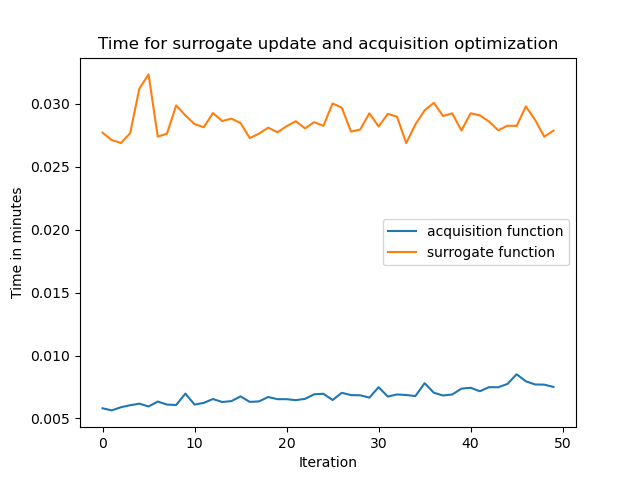 Time for surrogate update and acquisition optimization
0.030
0.025
0.020
0.015
0.010
0.005
Time in minutes
acquisition function
surrogate function
0 10 20 30 40 50
Iteration